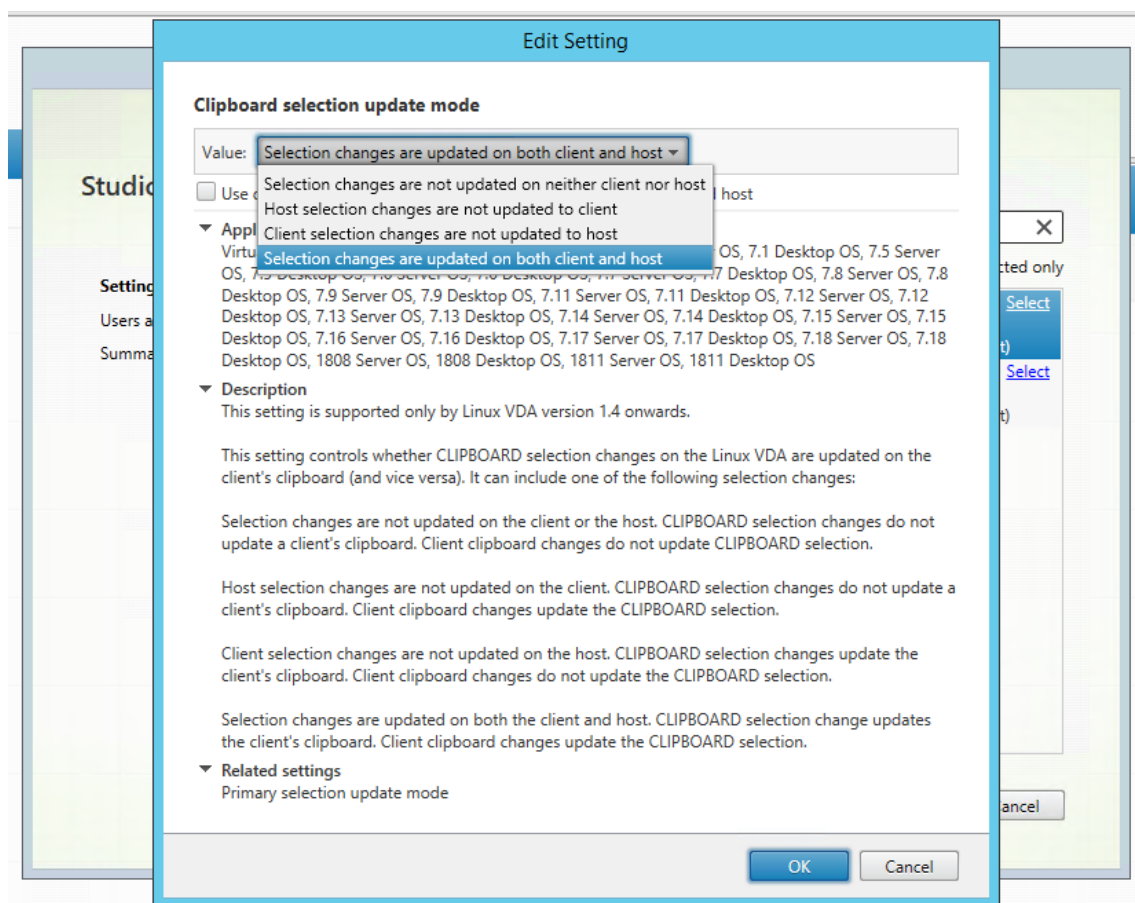 Edit Setting
Clipboard selection update mode
Value: Selection changes are updated on both client and host
Selection changes are not updated on neither client nor host
Use host
Host selection changes are not updated to client
Client selection changes are not updated to host
Selection changes are updated on both client and host
OS, 7.1 Desktop OS, 7.5 Server
Desktop OS, 7.8 Server OS, 7.8
Desktop OS, 7.9 Server OS, 7.9 Desktop OS, 7.11 Server OS, 7.11 Desktop OS, 7.12 Server OS, 7.12
Desktop OS, 7.13 Server OS, 7.13 Desktop OS, 7.14 Server OS, 7.14 Desktop OS, 7.15 Server OS, 7.15
Desktop OS, 7.16 Server OS, 7.16 Desktop OS, 7.17 Server OS, 7.17 Desktop OS, 7.18 Server OS, 7.18
Desktop OS, 1808 Server OS, 1808 Desktop OS, 1811 Server OS, 1811 Desktop OS
Description
This setting is supported only by Linux VDA version 1.4 onwards.
This setting controls whether CLIPBOARD selection changes on the Linux VDA are updated on the
client's clipboard (and vice versa). It can include one of the following selection changes:
Selection changes are not updated on the client or the host. CLIPBOARD selection changes do not
update a client's clipboard. Client clipboard changes do not update CLIPBOARD selection.
Host selection changes are not updated on the client. CLIPBOARD selection changes do not update a
client's clipboard. Client clipboard changes update the CLIPBOARD selection.
Client selection changes are not updated on the host. CLIPBOARD selection changes update the
client's clipboard. Client clipboard changes do not update the CLIPBOARD selection.
Selection changes are updated on both the client and host. CLIPBOARD selection change updates
the client's clipboard. Client clipboard changes update the CLIPBOARD selection.
Related settings
Primary selection update mode
OK Cancel
Studio
Setting
Users a
Summa
cted only
Select
t)
Select
t)
ancel